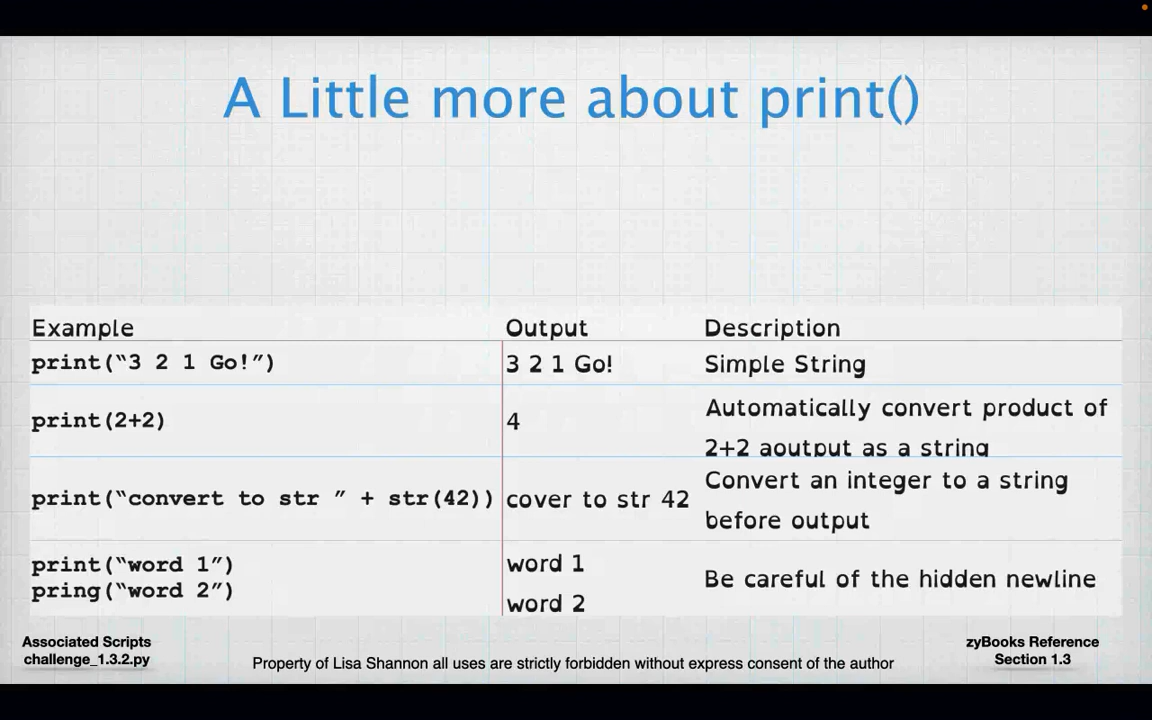 A Little more about print()
Example Output Description
print(“3 2 1 Go!”) 3 2 1 Go! Simple String
print(2+2) 4 Automatically convert product of
2+2 aoutput as a string
print(“convert to str ” + str(42)) cover to str 42 Convert an integer to a string
before output
print(“word 1”) word 1
pring(“word 2”) word 2
Be careful of the hidden newline
Associated Scripts
challenge_1.3.2.py
Property of Lisa Shannon all uses are strictly forbidden without express consent of the author
zyBooks Reference
Section 1.3